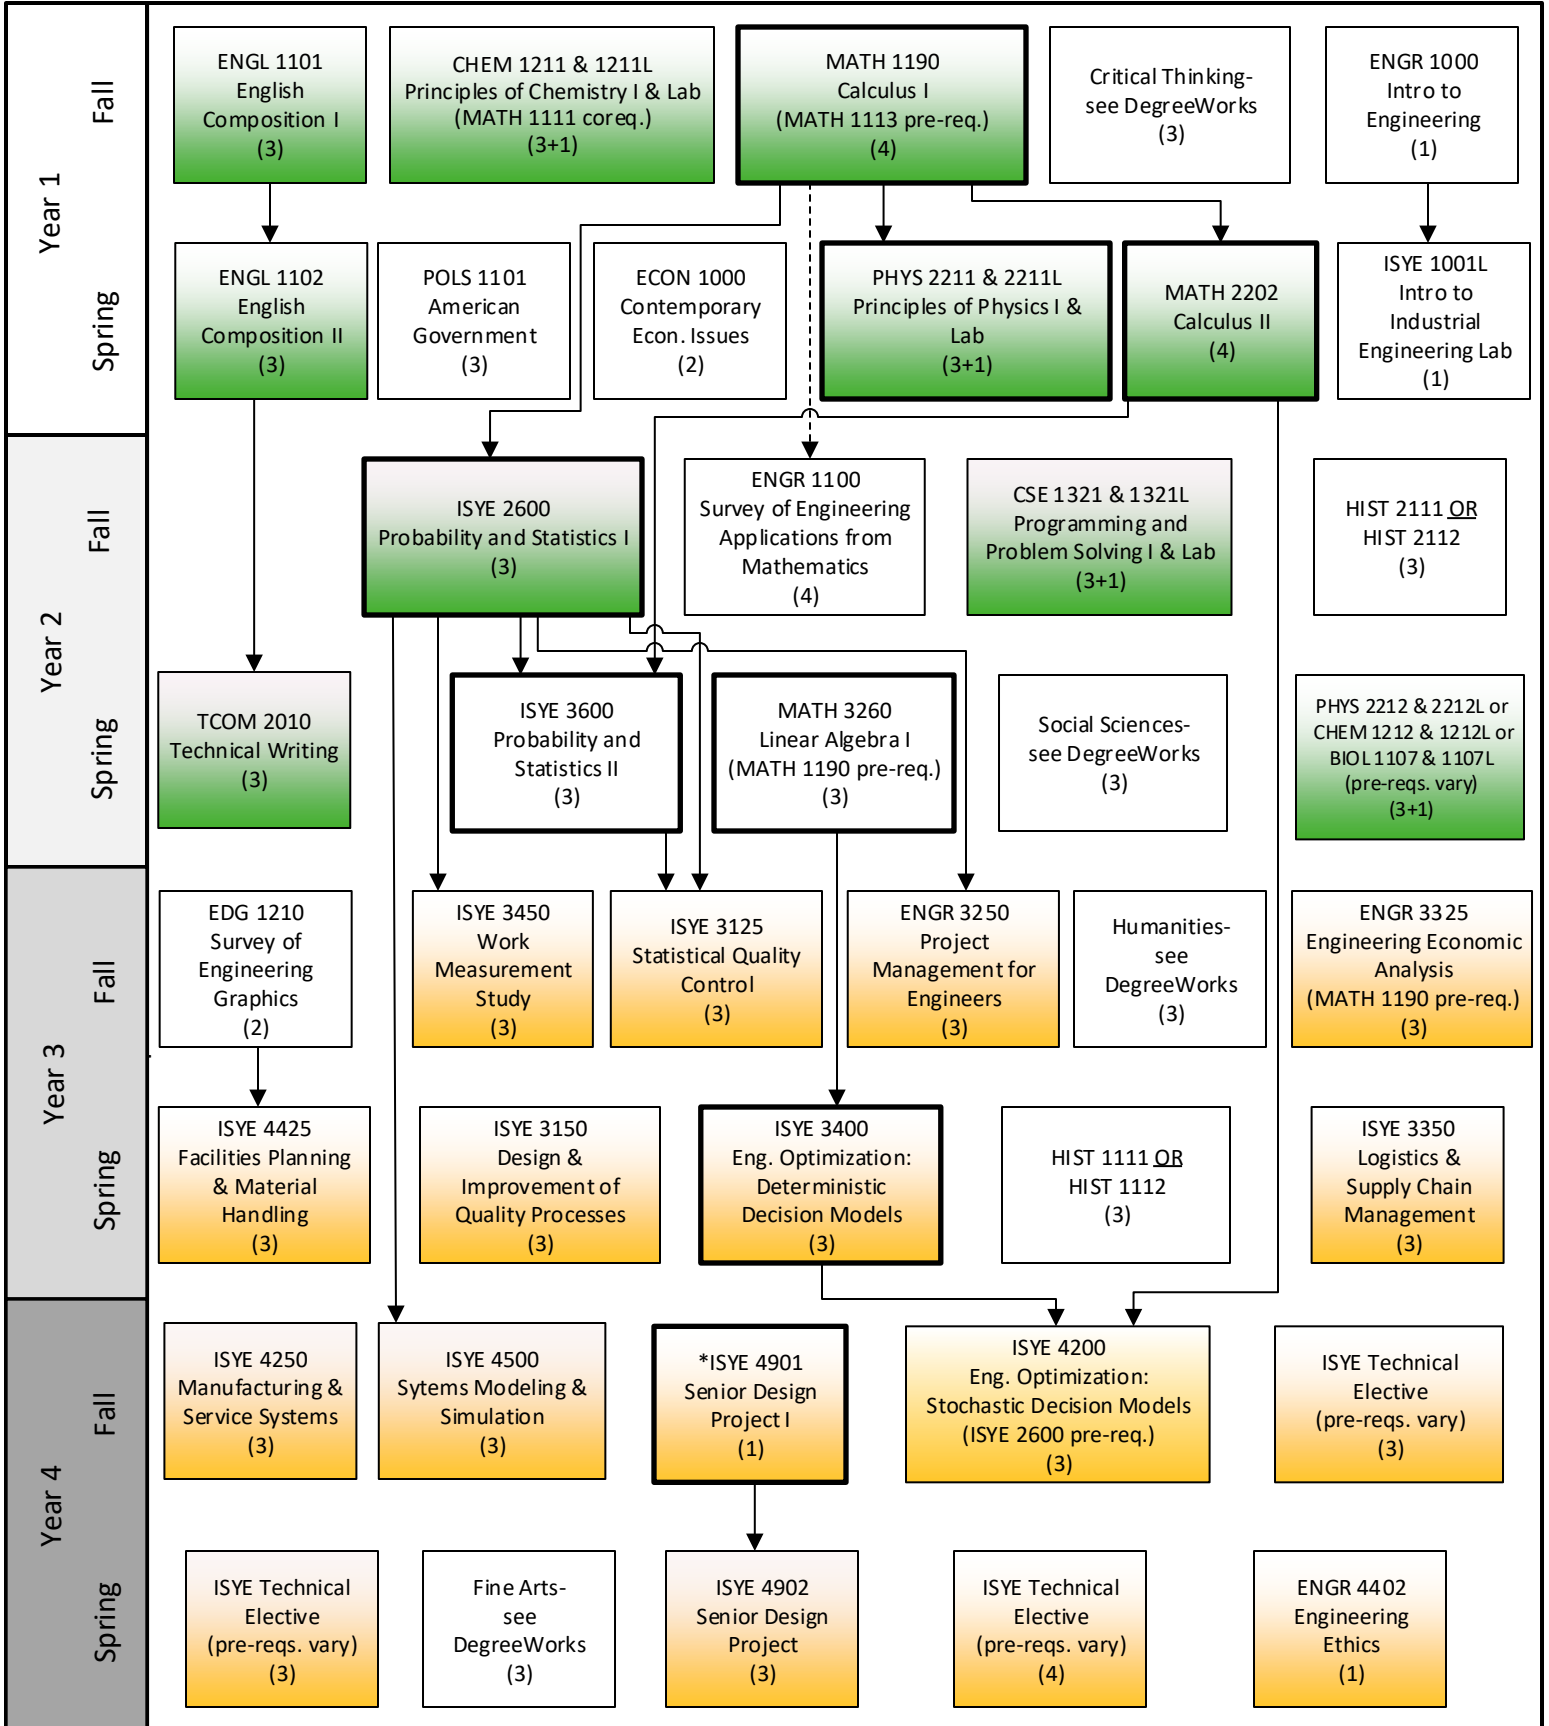 Year 1
Fall
ENGL 1101
English
Composition I
(3)
CHEM 1211 & 1211L
Principles of Chemistry I & Lab
(MATH 1111 coreq.)
(3+1)
MATH 1190
Calculus I
(MATH 1113 pre-req.)
(4)
Critical Thinking-
see DegreeWorks
(3)
ENGR 1000
Intro to
Engineering
(1)
Spring
ENGL 1102
English
Composition II
(3)
POLS 1101
American
Government
(3)
ECON 1000
Contemporary
Econ. Issues
(2)
PHYS 2211 & 2211L
Principles of Physics I &
Lab
(3+1)
MATH 2202
Calculus II
(4)
ISYE 1001L
Intro to
Industrial
Engineering Lab
(1)
Year 2
Fall
ISYE 2600
Probability and Statistics I
(3)
ENGR 1100
Survey of Engineering
Applications from
Mathematics
(4)
CSE 1321 & 1321L
Programming and
Problem Solving I & Lab
(3+1)
HIST 2111 OR
HIST 2112
(3)
Spring
TCOM 2010
Technical Writing
(3)
ISYE 3600
Probability and
Statistics II
(3)
MATH 3260
Linear Algebra I
(MATH 1190 pre-req.)
(3)
Social Sciences-
see DegreeWorks
(3)
PHYS 2212 & 2212L or
CHEM 1212 & 1212L or
BIOL 1107 & 1107L
(pre-reqs. vary)
(3+1)
Year 3
Fall
EDG 1210
Survey of
Engineering
Graphics
(2)
ISYE 3450
Work
Measurement
Study
(3)
ISYE 3125
Statistical Quality
Control
(3)
ENGR 3250
Project
Management for
Engineers
(3)
Humanities-
see
DegreeWorks
(3)
ENGR 3325
Engineering Economic
Analysis
(MATH 1190 pre-req.)
(3)
Spring
ISYE 4425
Facilities Planning
& Material
Handling
(3)
ISYE 3150
Design &
Improvement of
Quality Processes
(3)
ISYE 3400
Eng. Optimization:
Deterministic
Decision Models
(3)
HIST 1111 OR
HIST 1112
(3)
ISYE 3350
Logistics &
Supply Chain
Management
(3)
Year 4
Fall
ISYE 4250
Manufacturing &
Service Systems
(3)
ISYE 4500
Sytems Modeling &
Simulation
(3)
*ISYE 4901
Senior Design
Project I
(1)
ISYE 4200
Eng. Optimization:
Stochastic Decision Models
(ISYE 2600 pre-req.)
(3)
ISYE Technical
Elective
(pre-reqs. vary)
(3)
Spring
ISYE Technical
Elective
(pre-reqs. vary)
(3)
Fine Arts-
see
DegreeWorks
(3)
ISYE 4902
Senior Design
Project
(3)
ISYE Technical
Elective
(pre-reqs. vary)
(4)
ENGR 4402
Engineering
Ethics
(1)